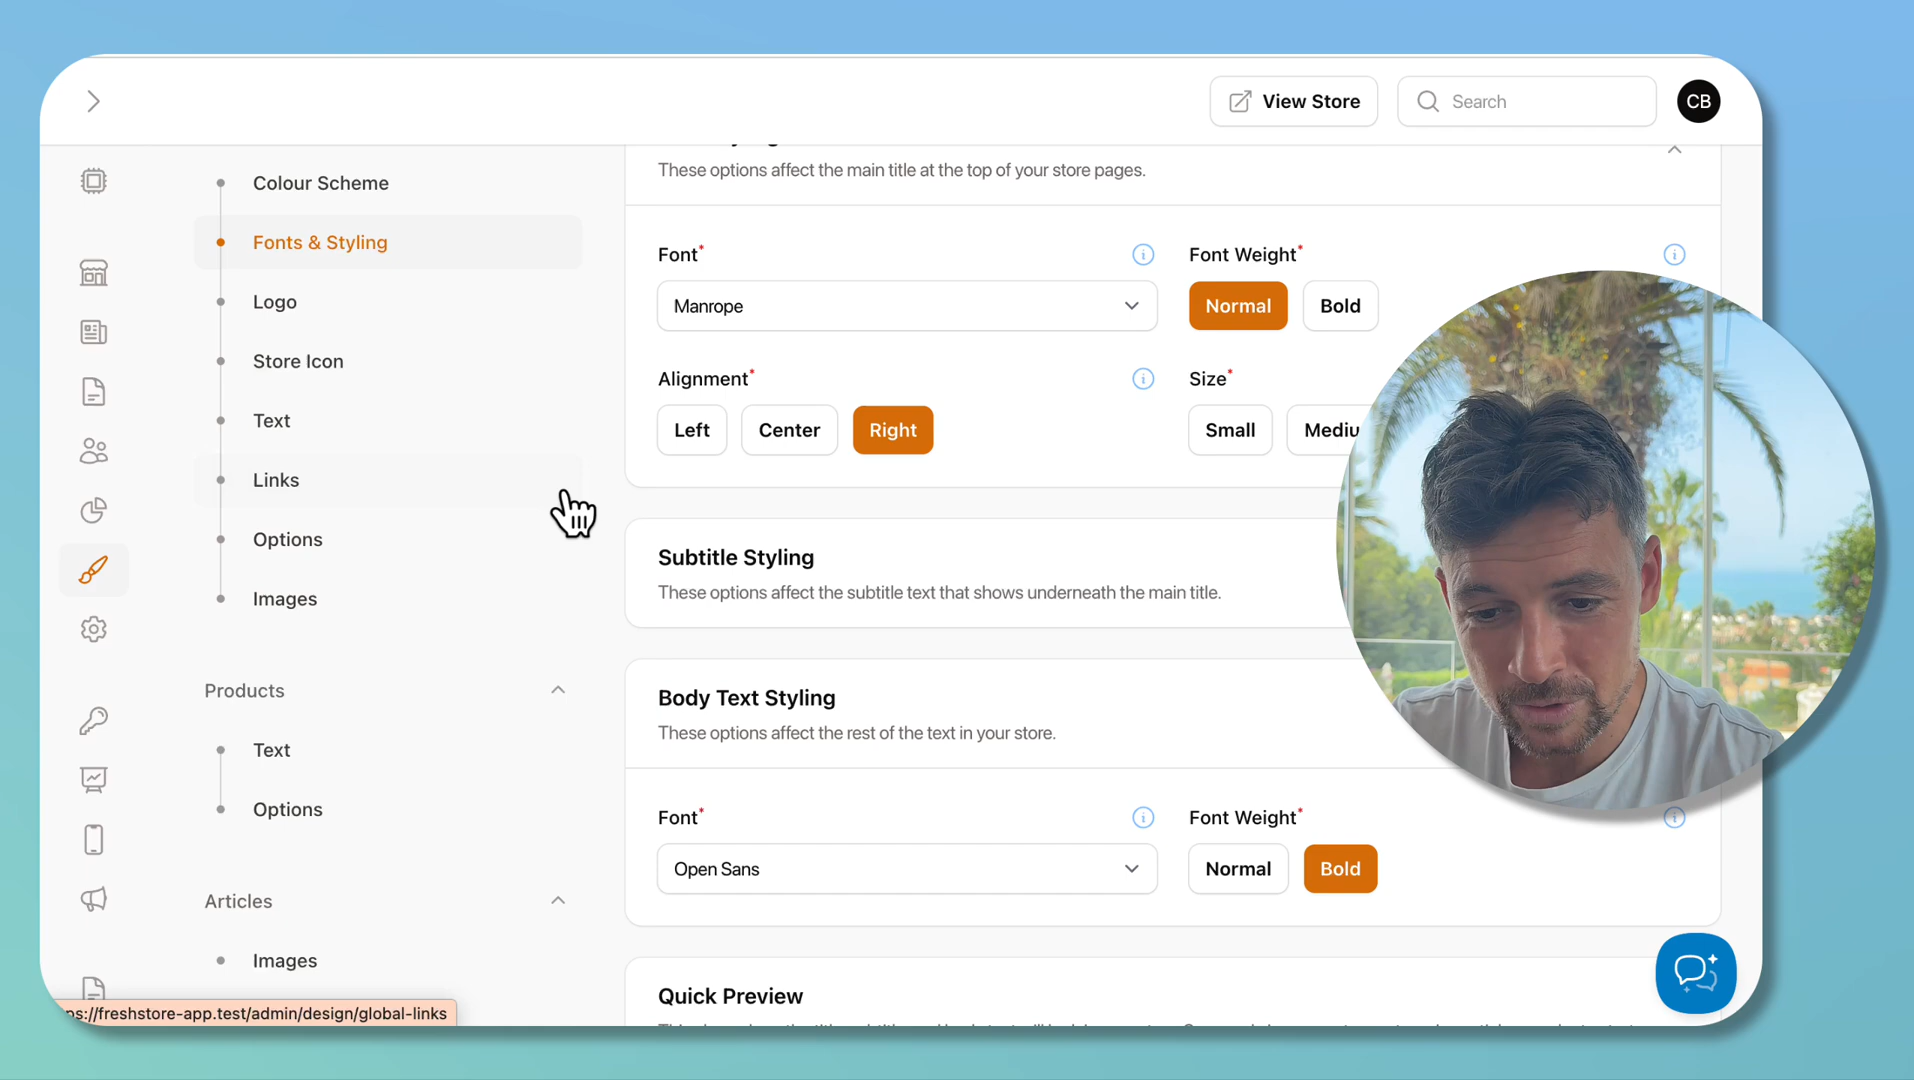 View Store
Search
CB
Colour Scheme
Fonts & Styling
Logo
Store Icon
Text
Links
Options
Images
Products
Text
Options
Articles
Images
ps://freshstore-app.test/admin/design/global-links
These options affect the main title at the top of your store pages.
Font*
Manrope
Font Weight*
Normal Bold
Alignment*
Left Center Right
Size*
Small Mediu
Subtitle Styling
These options affect the subtitle text that shows underneath the main title.
Body Text Styling
These options affect the rest of the text in your store.
Font*
Open Sans
Font Weight*
Normal Bold
Quick Preview